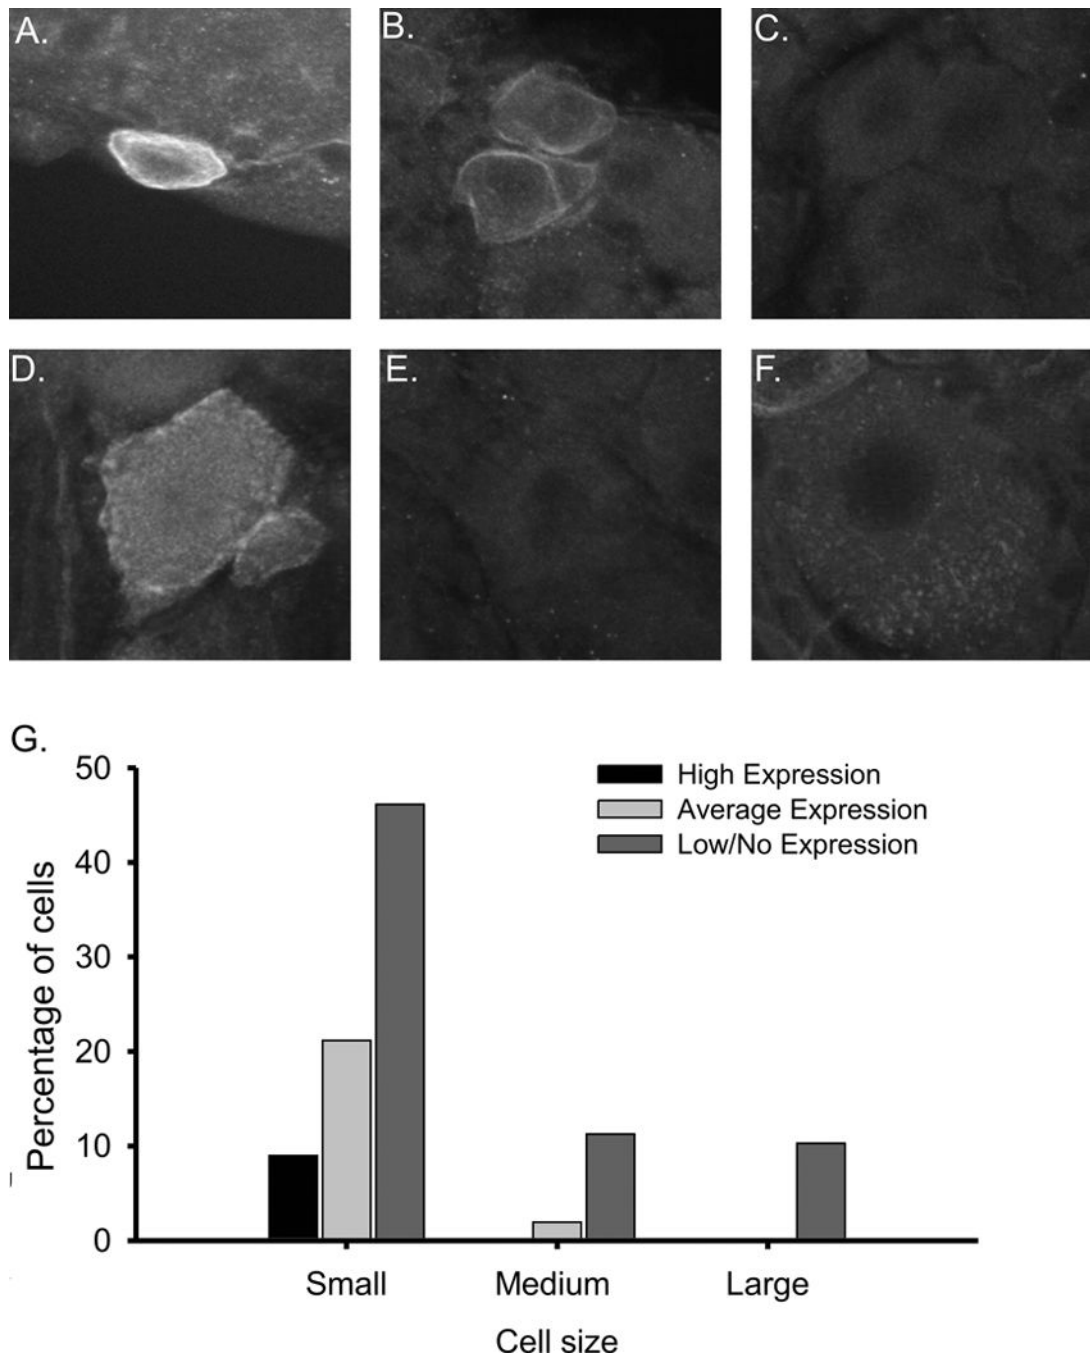 A.
B.
C.
D.
E.
F.
G.
50
40
30
20
10
0
Percentage of cells
High Expression
Average Expression
Low/No Expression
Small
Medium
Large
Cell size